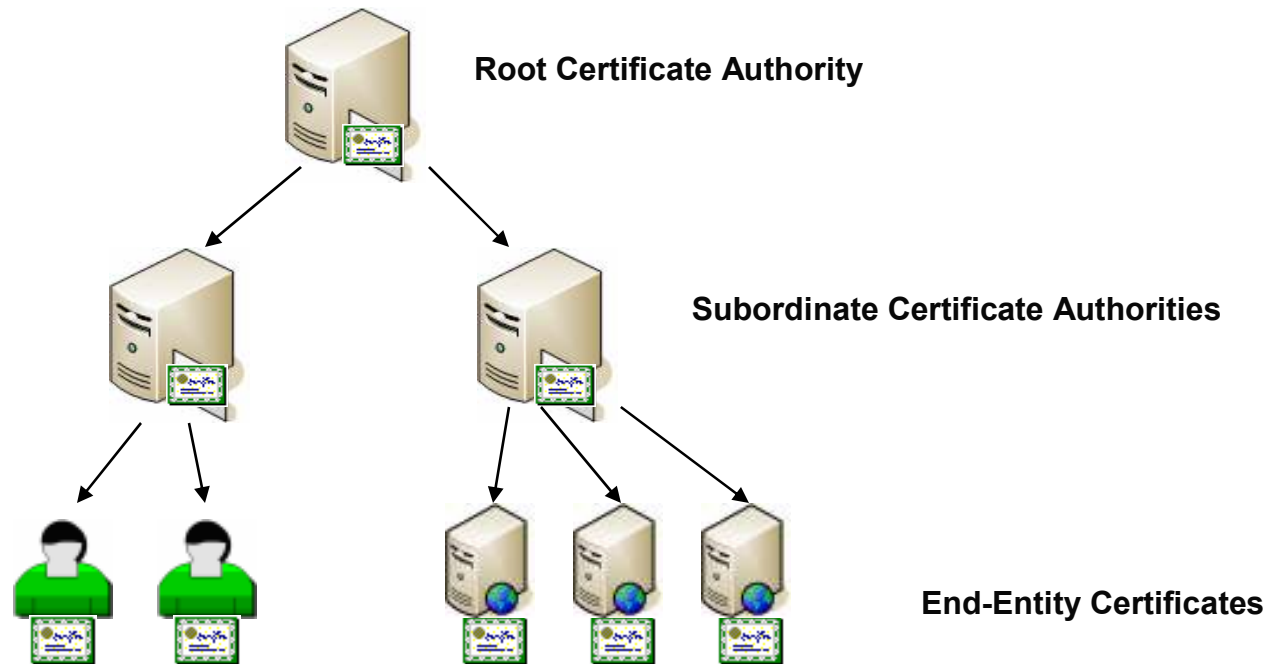 Root Certificate Authority
Subordinate Certificate Authorities
End-Entity Certificates